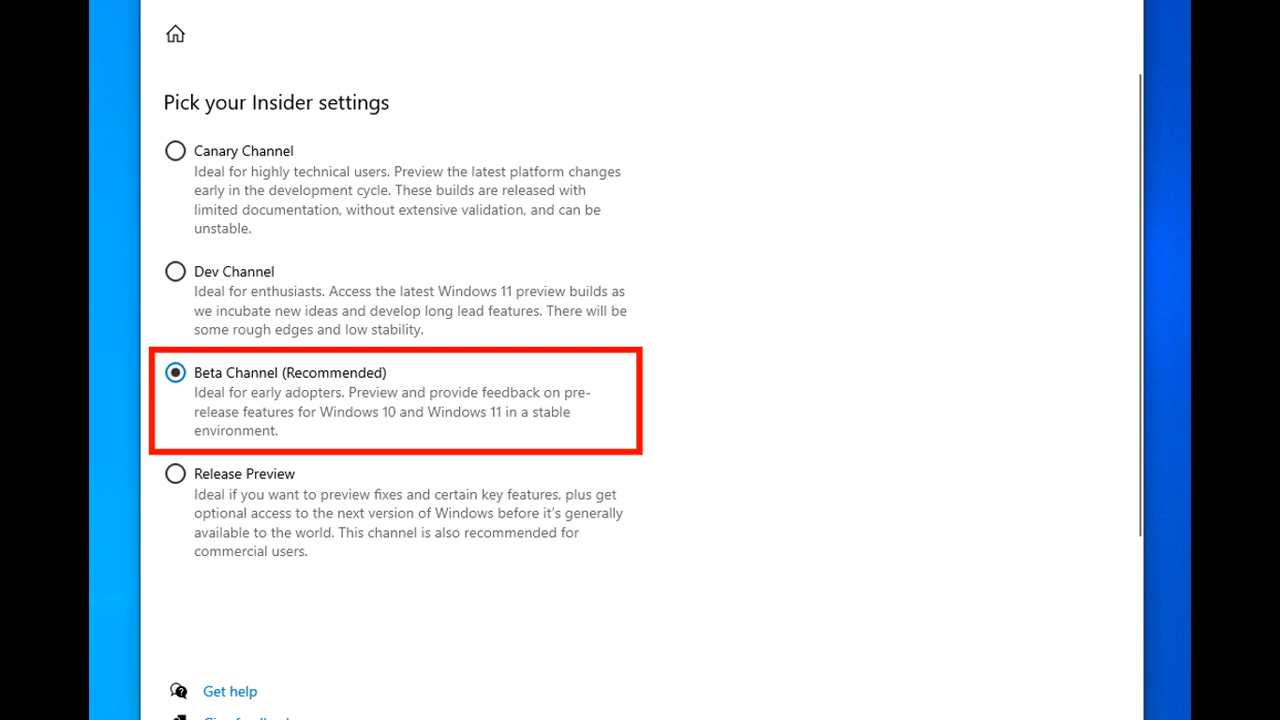 Pick your Insider settings
Canary Channel
Ideal for highly technical users. Preview the latest platform changes
early in the development cycle. These builds are released with
limited documentation, without extensive validation, and can be
unstable.
Dev Channel
Ideal for enthusiasts. Access the latest Windows 11 preview builds as
we incubate new ideas and develop long lead features. There will be
some rough edges and low stability.
Beta Channel (Recommended)
Ideal for early adopters. Preview and provide feedback on pre-
release features for Windows 10 and Windows 11 in a stable
environment.
Release Preview
Ideal if you want to preview fixes and certain key features, plus get
optional access to the next version of Windows before it's generally
available to the world. This channel is also recommended for
commercial users.
Get help